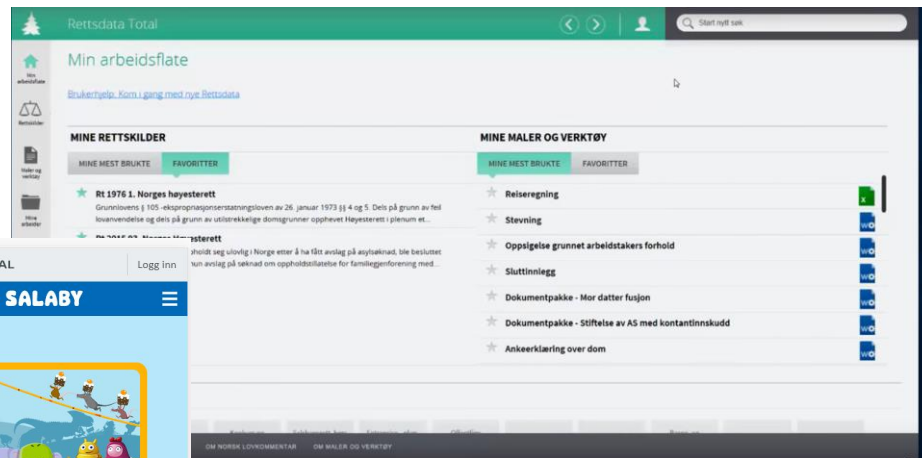 Rettsdata Total
Start nytt søk
Min arbeidsflate
Min arbeidsflate
Brukerhjelp: Kom i gang med nye Rettsdata
Rettskilder
MINE RETTSKILDER
MINE MEST BRUKTE
FAVORITTER
Maler og verktøy
Rt 1976 1. Norges høyesterett
Grunnlovens § 105 -ekspropriasjonserstatningsloven av 26. januar 1973 §§ 4 og 5. Dels på grunn av feil
lovanvendelse og dels på grunn av utilstrekkelige domsgrunner opphevet Høyesterett i plenum et...
Mine arbeider
oppholdt seg ulovlig i Norge etter å ha fått avslag på asylsøknad, ble besluttet
avslag på søknad om oppholdstillatelse for familiegjenforening med...
MINE MALER OG VERKTØY
MINE MEST BRUKTE
FAVORITTER
Reiseregning
Stevning
Oppsigelse grunnet arbeidstakers forhold
Sluttinnlegg
Dokumentpakke - Mor datter fusjon
Dokumentpakke - Stiftelse av AS med kontantinnskudd
Ankeerklæring over dom
AL
Logg inn
SALABY
OM NORSK LOVKOMMENTAR
OM MALER OG VERKTØY